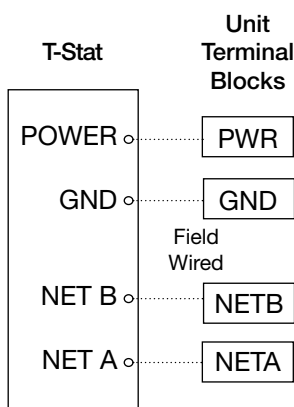 T-Stat
Unit
Terminal
Blocks
POWER
PWR
GND
GND
Field
Wired
NET B
NETB
NET A
NETA